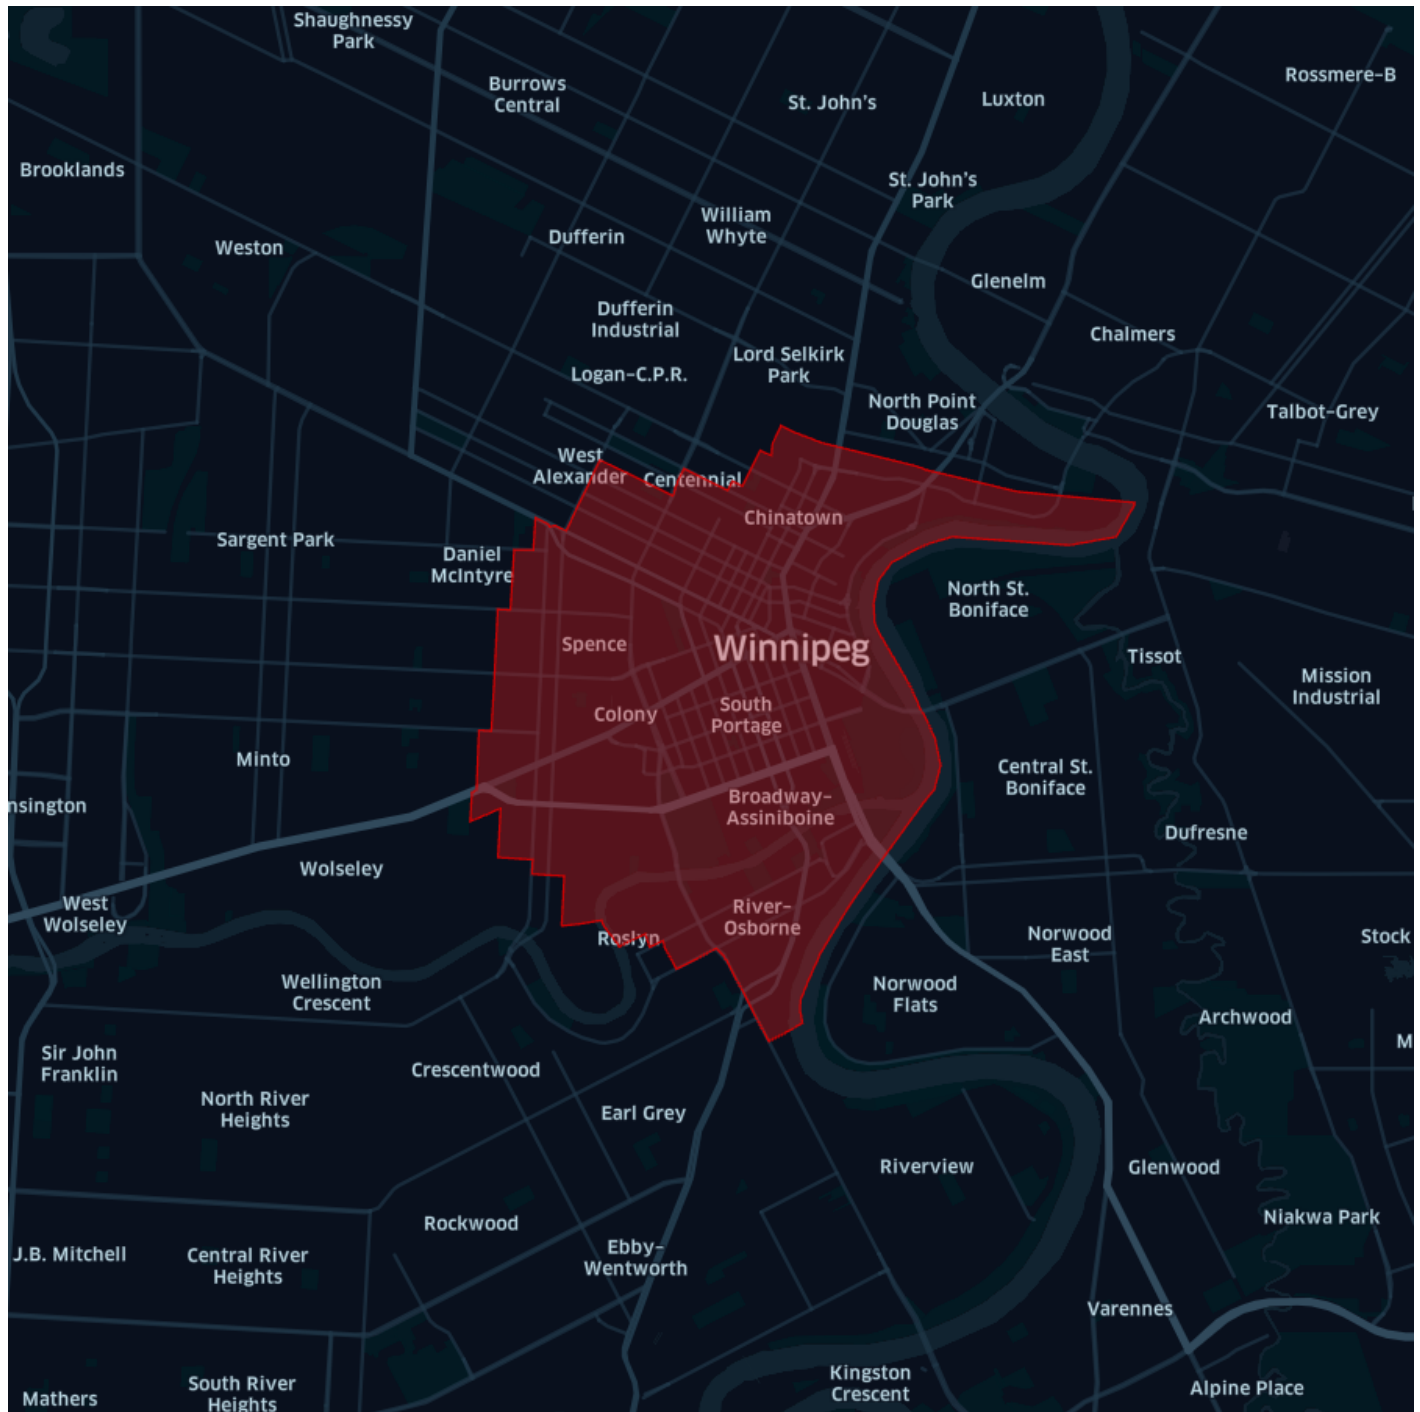 Shaughnessy
Park
Burrows
Central
St. John's
Luxton
Rossmere-B
Brooklands
St. John's
Park
William
Whyte
Weston
Dufferin
Glenelm
Dufferin
Industrial
Chalmers
Lord Selkirk
Park
Logan-C.P.R.
North Point
Douglas
Talbot-Grey
West
Alexander
Centennial
Chinatown
Sargent Park
Daniel
McIntyre
North St.
Boniface
Spence
Winnipeg
Tissot
Mission
Industrial
Colony
South
Portage
Minto
Central St.
Boniface
nsington
Broadway-
Assiniboine
Dufresne
Wolseley
West
Wolseley
River-
Osborne
Roslyn
Norwood
East
Stock
Wellington
Crescent
Norwood
Flats
Archwood
M
Sir John
Franklin
Crescentwood
North River
Heights
Earl Grey
Riverview
Glenwood
Rockwood
Niakwa Park
J.B. Mitchell
Central River
Heights
Ebby-
Wentworth
Varennes
Kingston
Crescent
Alpine Place
Mathers
South River
Heights